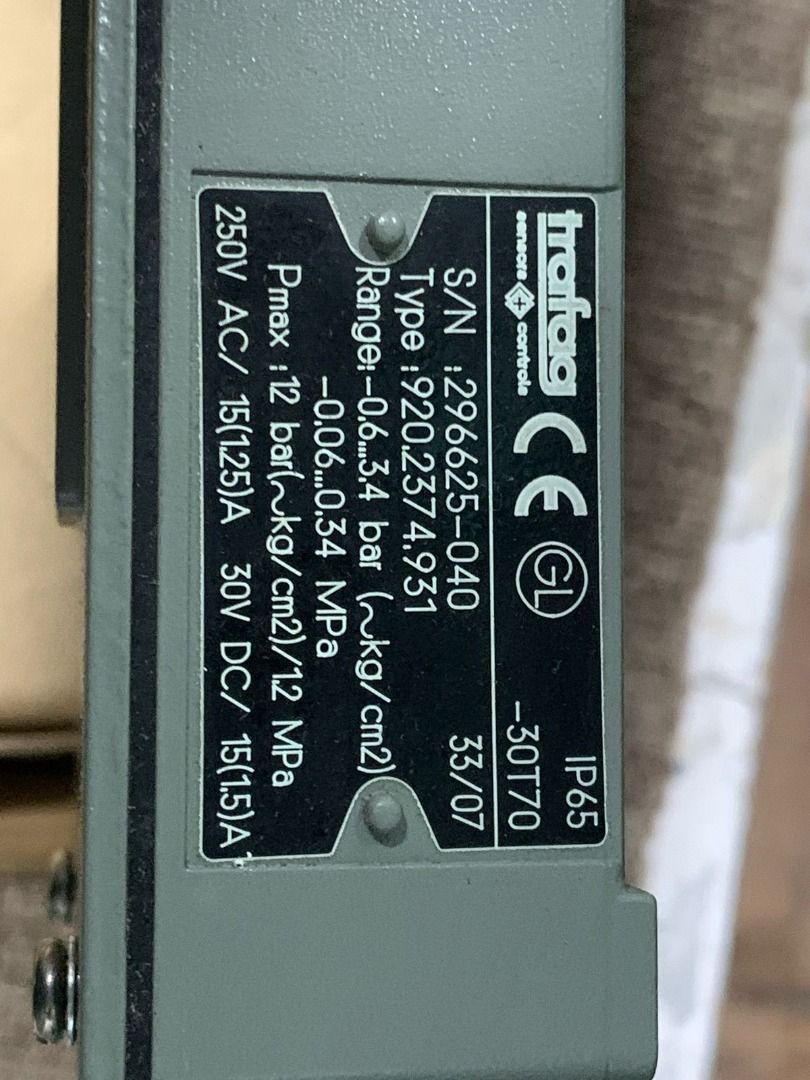 trafag CE GL IP65
sensors controls -30T70
S/N :296625-040 33/07
Type :920.2374.931
Range:-0.6...3.4 bar (~kg/cm2)
-0.06...0.34 MPa
Pmax :12 bar(~kg/cm2)/1.2 MPa
250V AC/ 15(1.25)A 30V DC/ 15(1.5)A